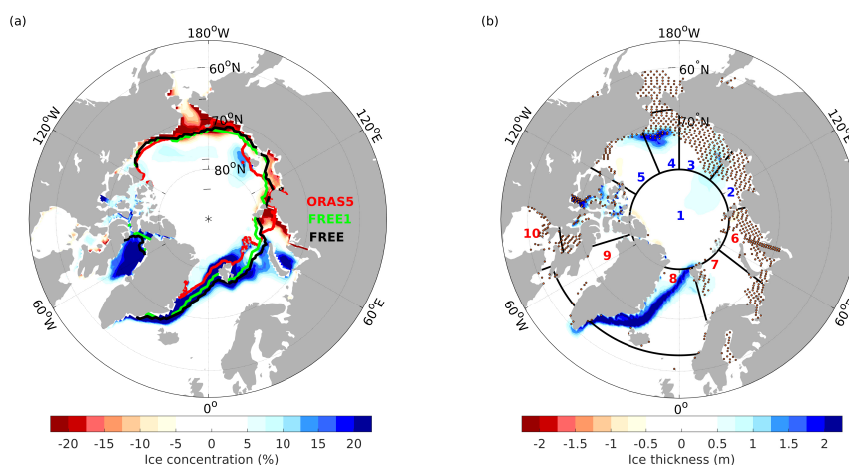 (a)
180°W
60°N
120°W
120°E
70°N
80°N
ORAS5
FREE1
FREE
60°W
60°E
0°
-20 -15 -10 -5 0 5 10 15 20
Ice concentration (%)
(b)
180°W
60°N
120°W
120°E
70°N
4 3
5 2
1
10 6
9 7
8
60°W
60°E
0°
-2 -1.5 -1 -0.5 0 0.5 1 1.5 2
Ice thickness (m)